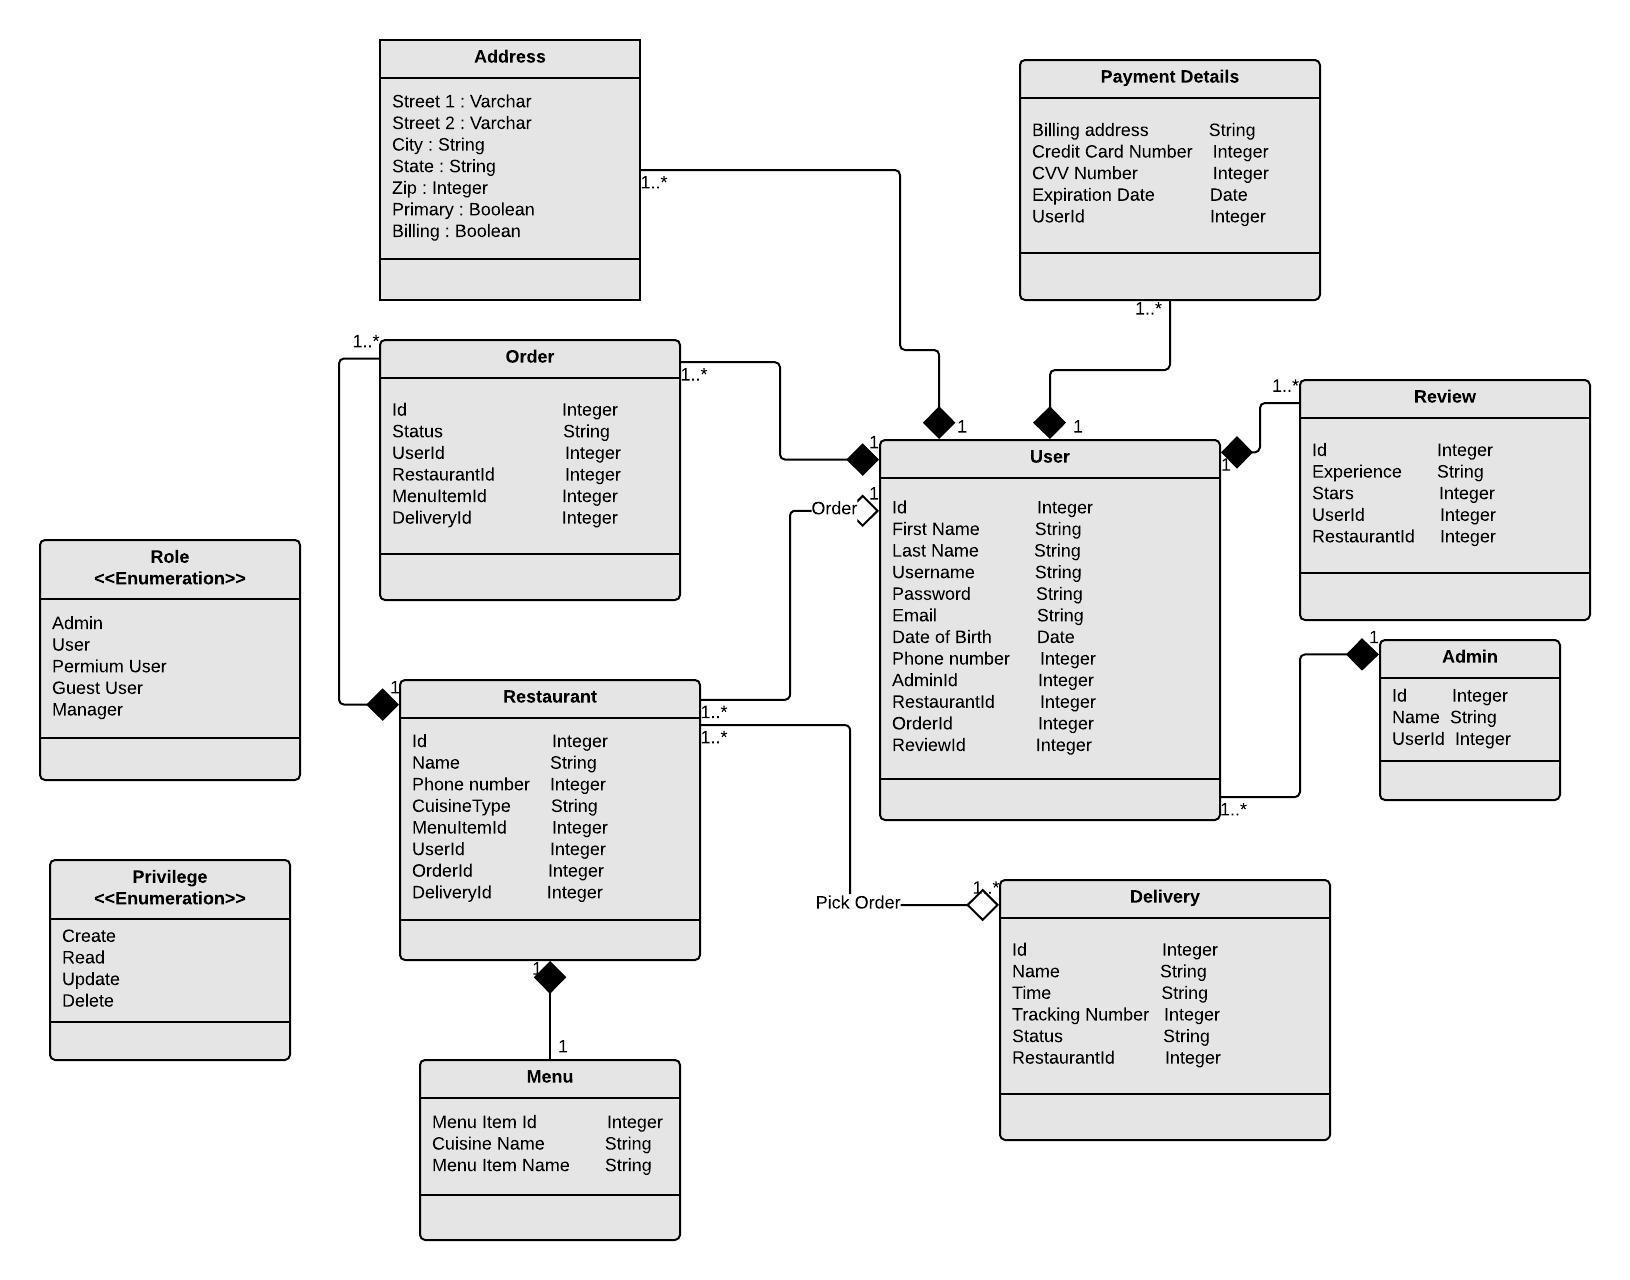 Address
Street 1 : Varchar
Street 2 : Varchar
City : String
State : String
Zip : Integer
Primary : Boolean
Billing : Boolean
1..*
Payment Details
Billing address String
Credit Card Number Integer
CVV Number Integer
Expiration Date Date
UserId Integer
1..*
1..*
Order
Id Integer
Status String
UserId Integer
RestaurantId Integer
MenuItemId Integer
DeliveryId Integer
1..*
1
1
1
1
Order
User
Id Integer
First Name String
Last Name String
Username String
Password String
Email String
Date of Birth Date
Phone number Integer
AdminId Integer
RestaurantId Integer
OrderId Integer
ReviewId Integer
1
1..*
1..*
Review
Id Integer
Experience String
Stars Integer
UserId Integer
RestaurantId Integer
1
Admin
Id Integer
Name String
UserId Integer
Role
<<Enumeration>>
Admin
User
Permium User
Guest User
Manager
1
Restaurant
Id Integer
Name String
Phone number Integer
CuisineType String
MenuItemId Integer
UserId Integer
OrderId Integer
DeliveryId Integer
1..*
1..*
1
Pick Order
1..*
Delivery
Id Integer
Name String
Time String
Tracking Number Integer
Status String
RestaurantId Integer
Privilege
<<Enumeration>>
Create
Read
Update
Delete
1
Menu
Menu Item Id Integer
Cuisine Name String
Menu Item Name String